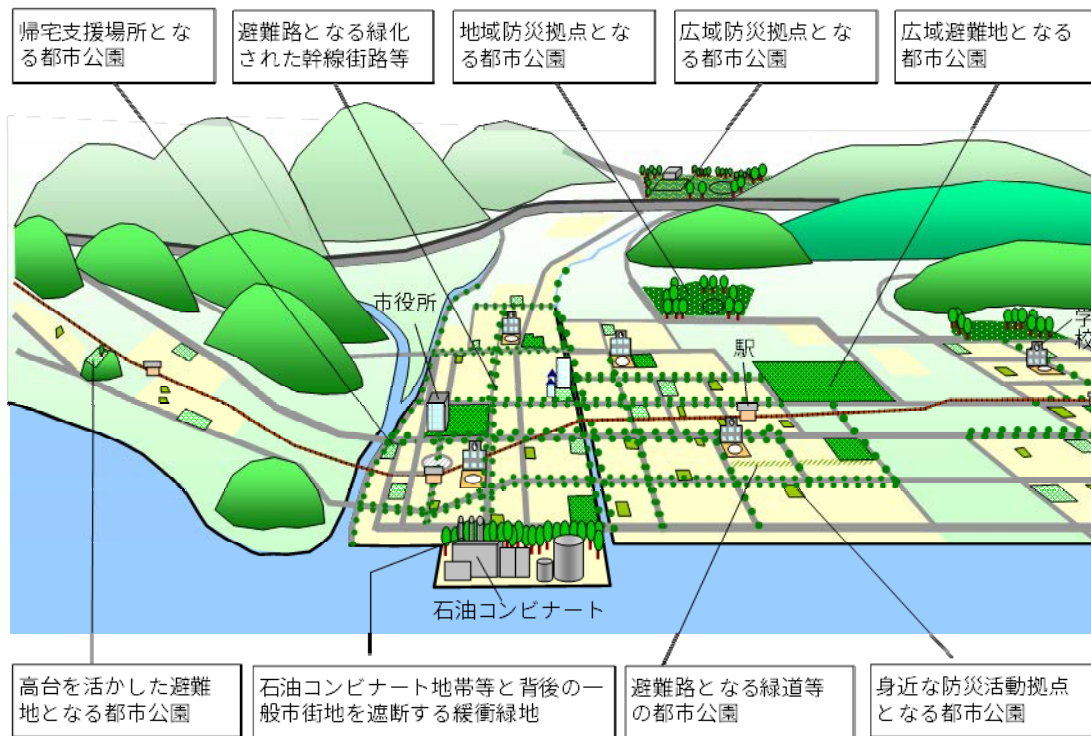 帰宅支援場所とな
る都市公園
避難路となる緑化
された幹線街路等
地域防災拠点とな
る都市公園
広域防災拠点とな
る都市公園
広域避難地となる
都市公園
市役所
駅
学校
石油コンビナート
高台を活かした避難
地となる都市公園
石油コンビナート地帯等と背後の一
般市街地を遮断する緩衝緑地
避難路となる緑道等
の都市公園
身近な防災活動拠点
となる都市公園